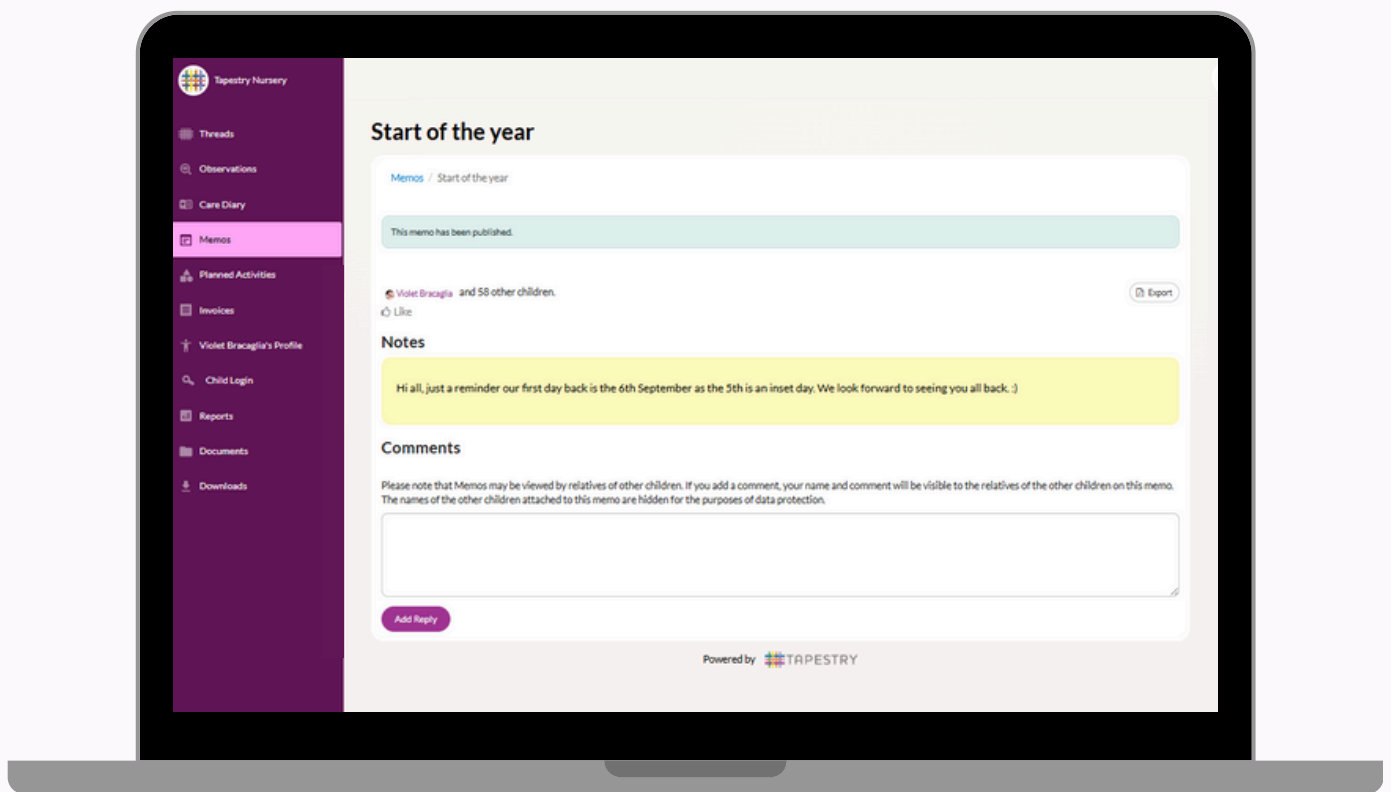 Tapestry Nursery
Threads
Observations
Care Diary
Memos
Planned Activities
Invoices
Violet Bracaglia's Profile
Child Login
Reports
Documents
Downloads
Start of the year
Memos / Start of the year
This memo has been published.
Violet Bracaglia and 58 other children.
Export
Like
Notes
Hi all, just a reminder our first day back is the 6th September as the 5th is an inset day. We look forward to seeing you all back. :)
Comments
Please note that Memos may be viewed by relatives of other children. If you add a comment, your name and comment will be visible to the relatives of the other children on this memo.
The names of the other children attached to this memo are hidden for the purposes of data protection.
Add Reply
Powered by TAPESTRY